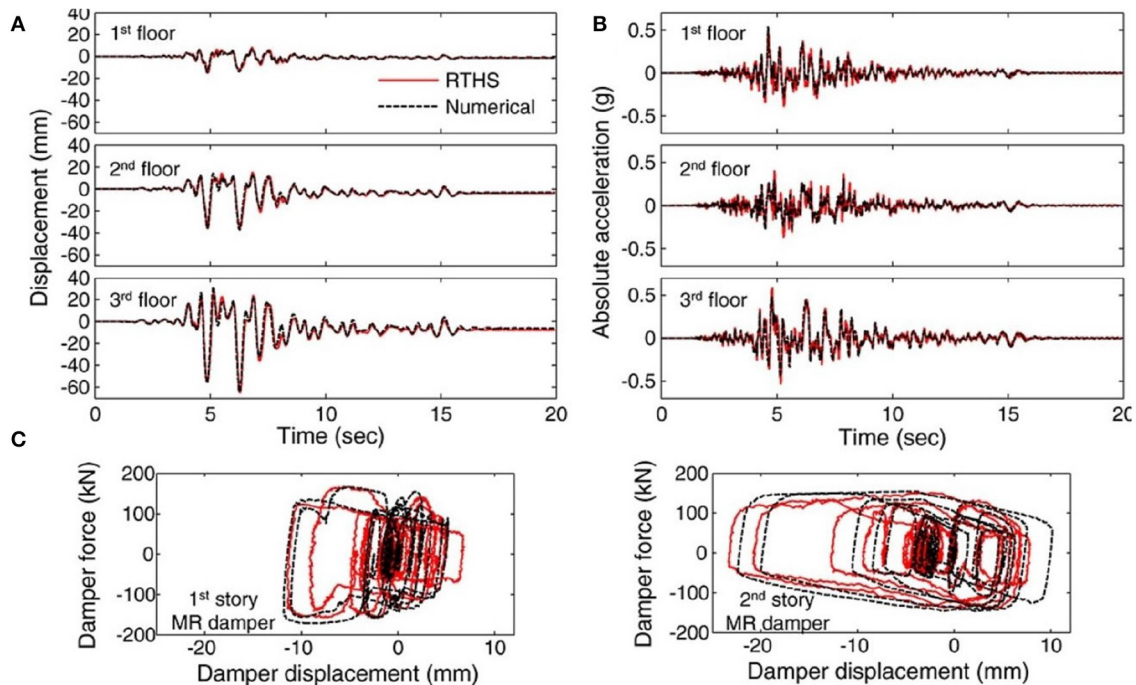 A
40
20
0
-20
-40
-60
1st floor
RTHS
Numerical
40
20
0
-20
-40
-60
2nd floor
40
20
0
-20
-40
-60
3rd floor
Displacement (mm)
0 5 10 15 20
Time (sec)
B
0.5
0
-0.5
1st floor
0.5
0
-0.5
2nd floor
0.5
0
-0.5
3rd floor
Absolute acceleration (g)
0 5 10 15 20
Time (sec)
C
200
100
0
-100
-200
Damper force (kN)
1st story
MR damper
-20 -10 0 10
Damper displacement (mm)
200
100
0
-100
-200
Damper force (kN)
2nd story
MR damper
-20 -10 0 10
Damper displacement (mm)